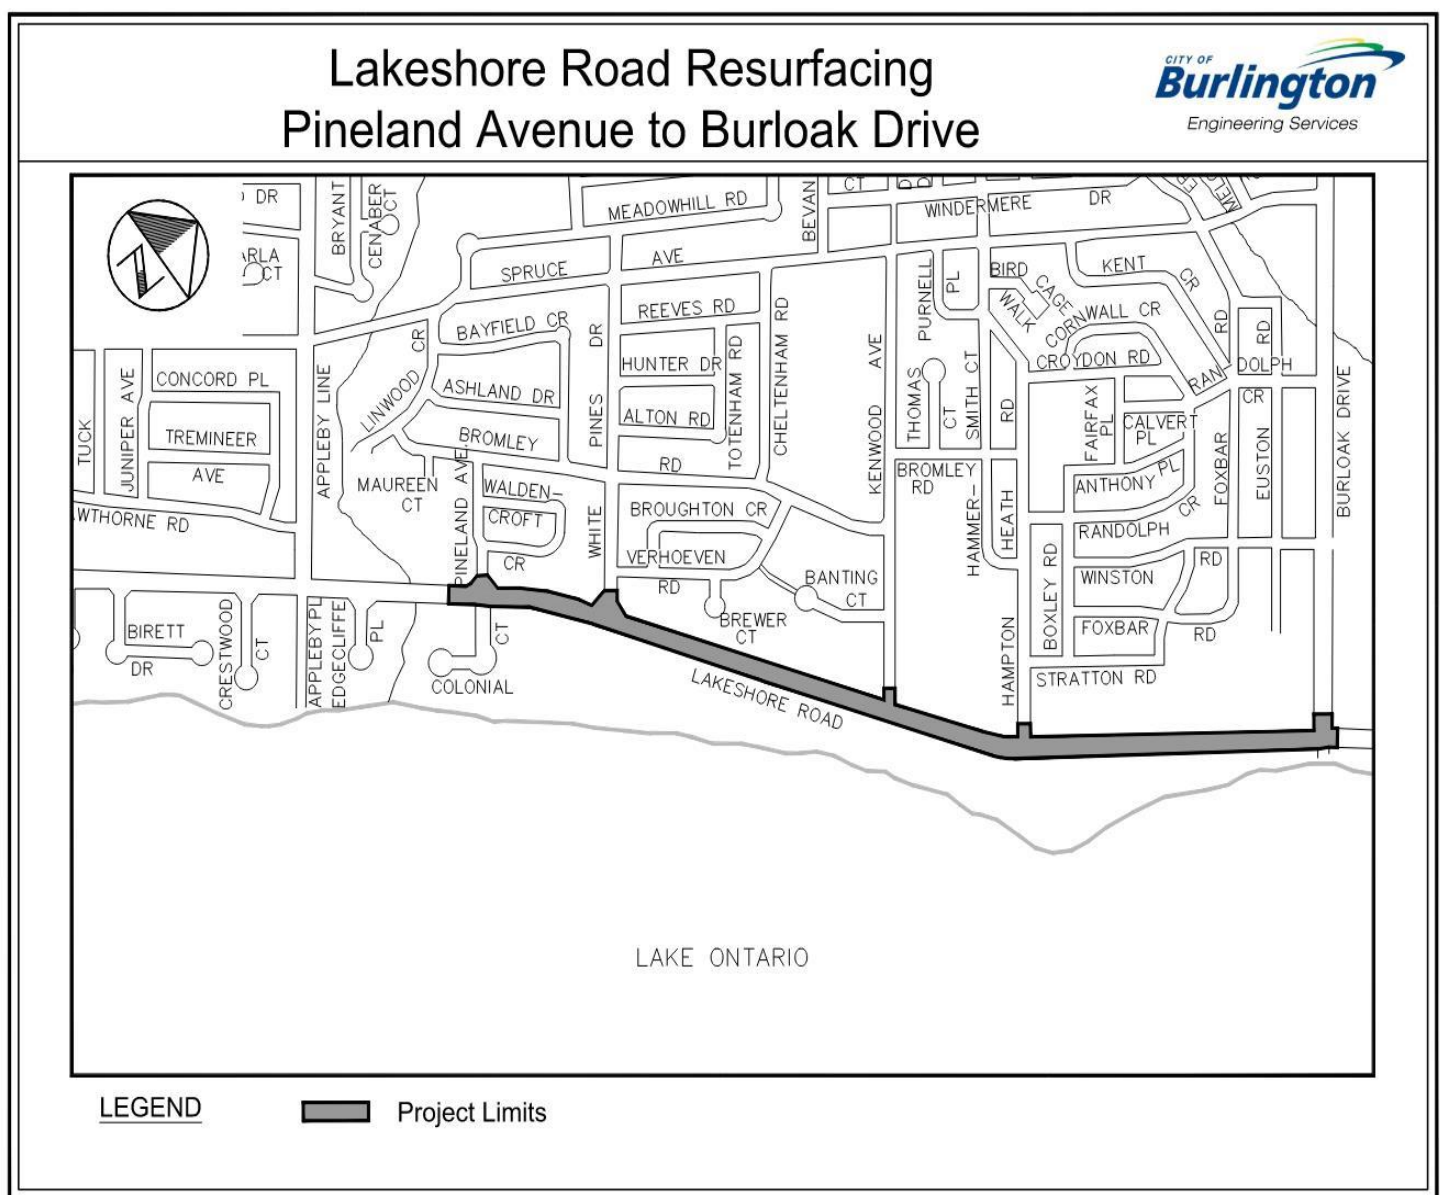 Lakeshore Road Resurfacing
Pineland Avenue to Burloak Drive
CITY OF
Burlington
Engineering Services
DR
BRYANT
CENABER
CT
MEADOWHILL RD
BEVAN
CT
WINDERMERE
DR
ARLA
CT
SPRUCE
AVE
PURNELL
PL
BIRD
CAGE
WALK
KENT
CR
CORNWALL CR
BAYFIELD CR
LINWOOD
CR
REEVES RD
DR
HUNTER DR
TOTENHAM RD
CHELTENHAM RD
KENWOOD AVE
CROYDON RD
RD
RD
RAN
DOLPH
CR
CONCORD PL
JUNIPER AVE
TUCK
TREMINEER
AVE
APPLEBY LINE
ASHLAND DR
ALTON RD
PINES
THOMAS
CT
SMITH CT
RD
FAIRFAX
PL
CALVERT
PL
FOXBAR
EUSTON
BURLOAK DRIVE
BROMLEY
RD
BROMLEY
RD
MAUREEN
CT
PINELAND AVE
WALDEN-
CROFT
CR
WHITE
BROUGHTON CR
ANTHONY PL
RANDOLPH
CR
WTHORNE RD
HAMMER-
HEATH
VERHOEVEN
RD
BANTING
CT
BREWER
CT
BOXLEY RD
WINSTON
RD
FOXBAR
RD
BIRETT
DR
CRESTWOOD
CT
APPLEBY PL
EDGECLIFFE
PL
CT
COLONIAL
HAMPTON
STRATTON RD
LAKESHORE ROAD
LAKE ONTARIO
LEGEND
Project Limits